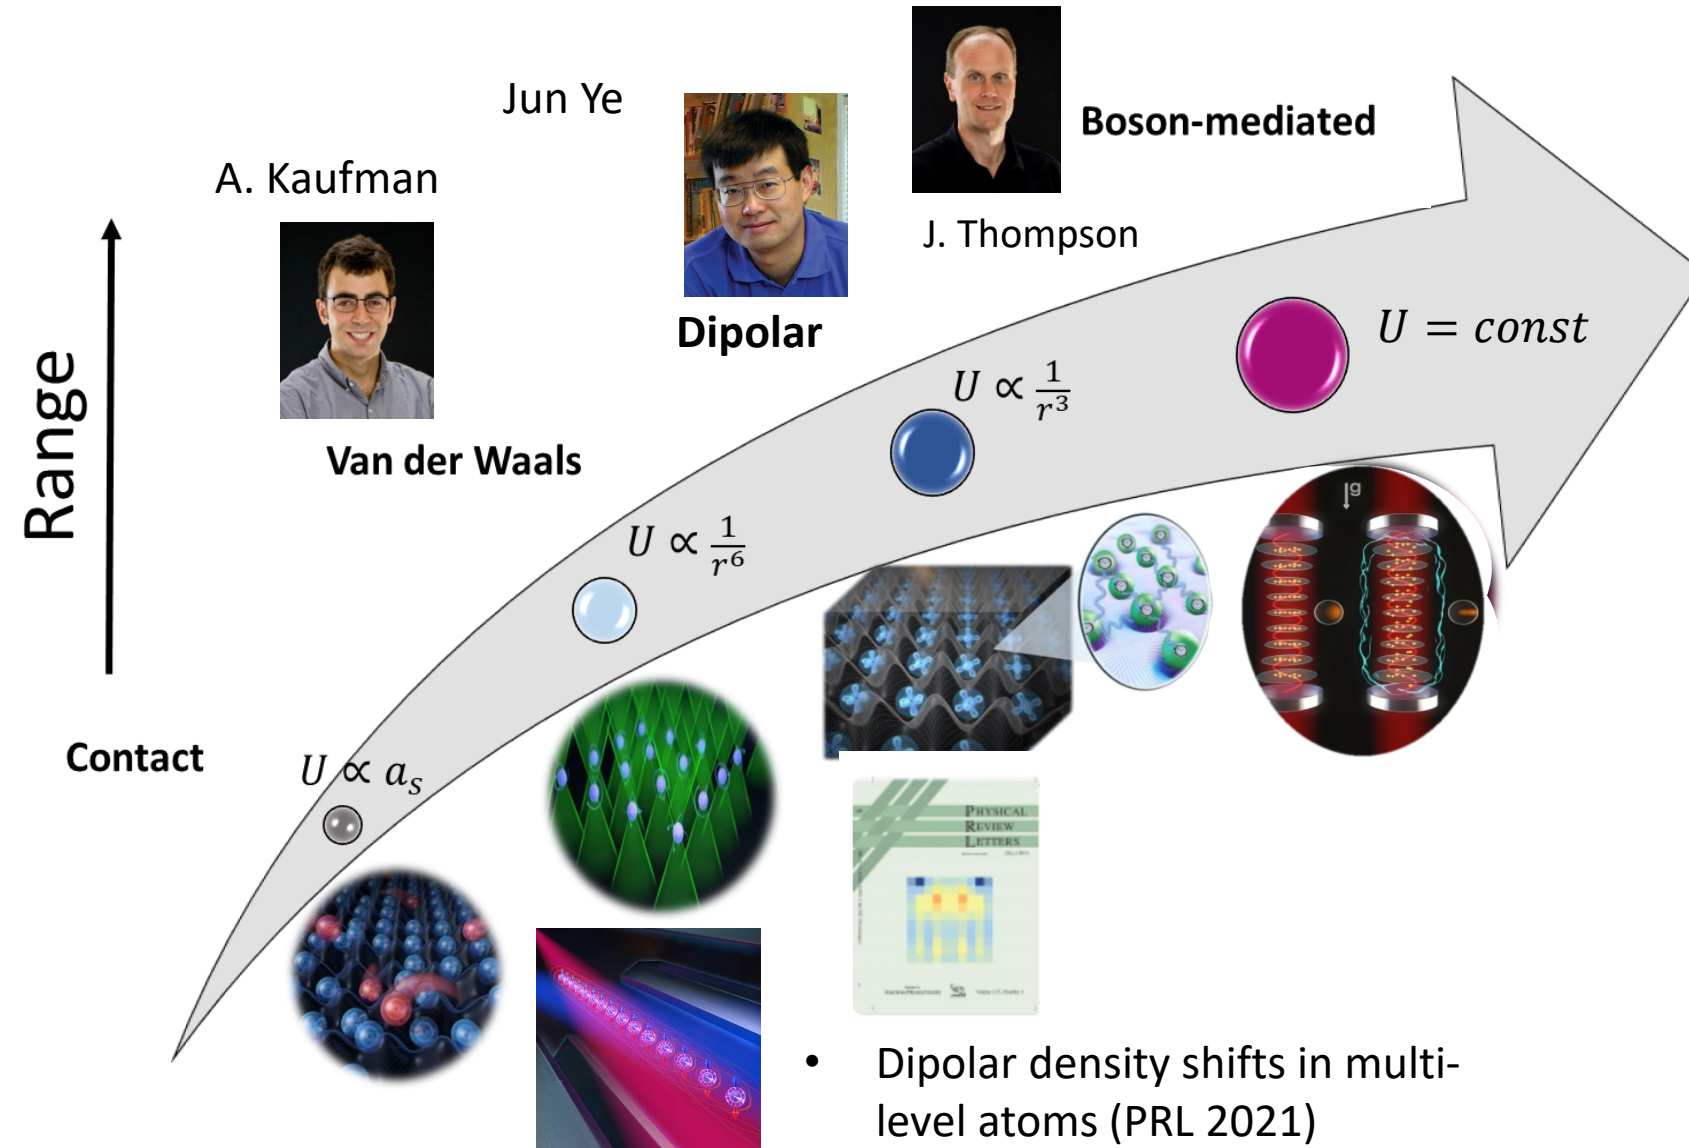 Jun Ye
Boson-mediated
A. Kaufman
J. Thompson
Range
Dipolar
U = const
U ∝ 1/r³
Van der Waals
U ∝ 1/r⁶
g
Contact
U ∝ aₛ
PHYSICAL
REVIEW
LETTERS
• Dipolar density shifts in multi-
level atoms (PRL 2021)